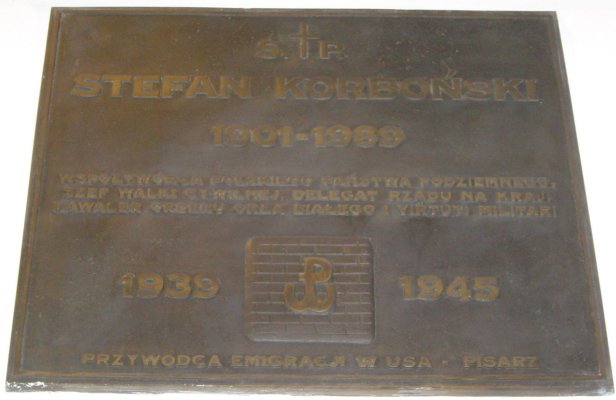 Ś.†P.
STEFAN KORBOŃSKI
1901-1989
WSPÓŁTWÓRCA POLSKIEGO PAŃSTWA PODZIEMNEGO,
SZEF WALKI CYWILNEJ, DELEGAT RZĄDU NA KRAJ,
KAWALER ORDERU ORŁA BIAŁEGO I VIRTUTI MILITARI
1939 1945
PRZYWÓDCA EMIGRACJI W USA - PISARZ